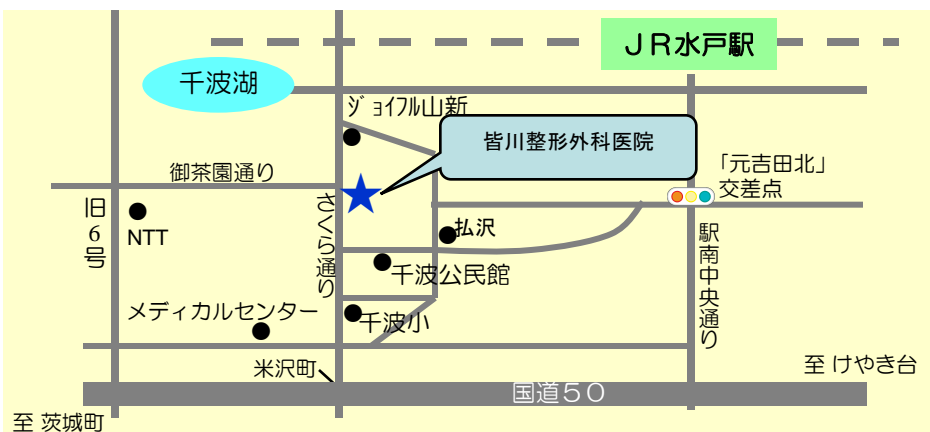 JR水戸駅
千波湖
ｼﾞｮｲﾌﾙ山新
皆川整形外科医院
「元吉田北」
交差点
御茶園通り
旧6号
NTT
さくら通り
払沢
駅南中央通り
千波公民館
メディカルセンター
千波小
米沢町
至 けやき台
国道５０
至 茨城町